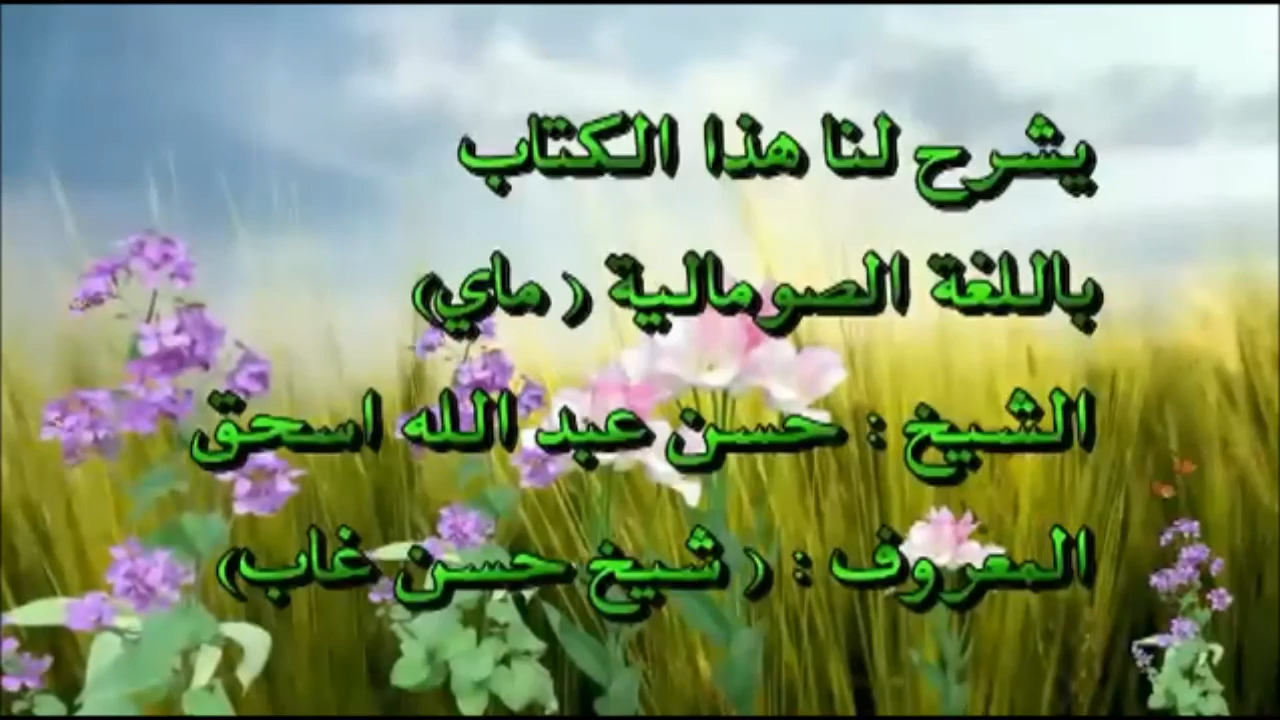 يشرح لنا هذا الكتاب
باللغة الصومالية ( ماي)
الشيخ : حسن عبد الله اسحق
المعروف : ( شيخ حسن غاب)